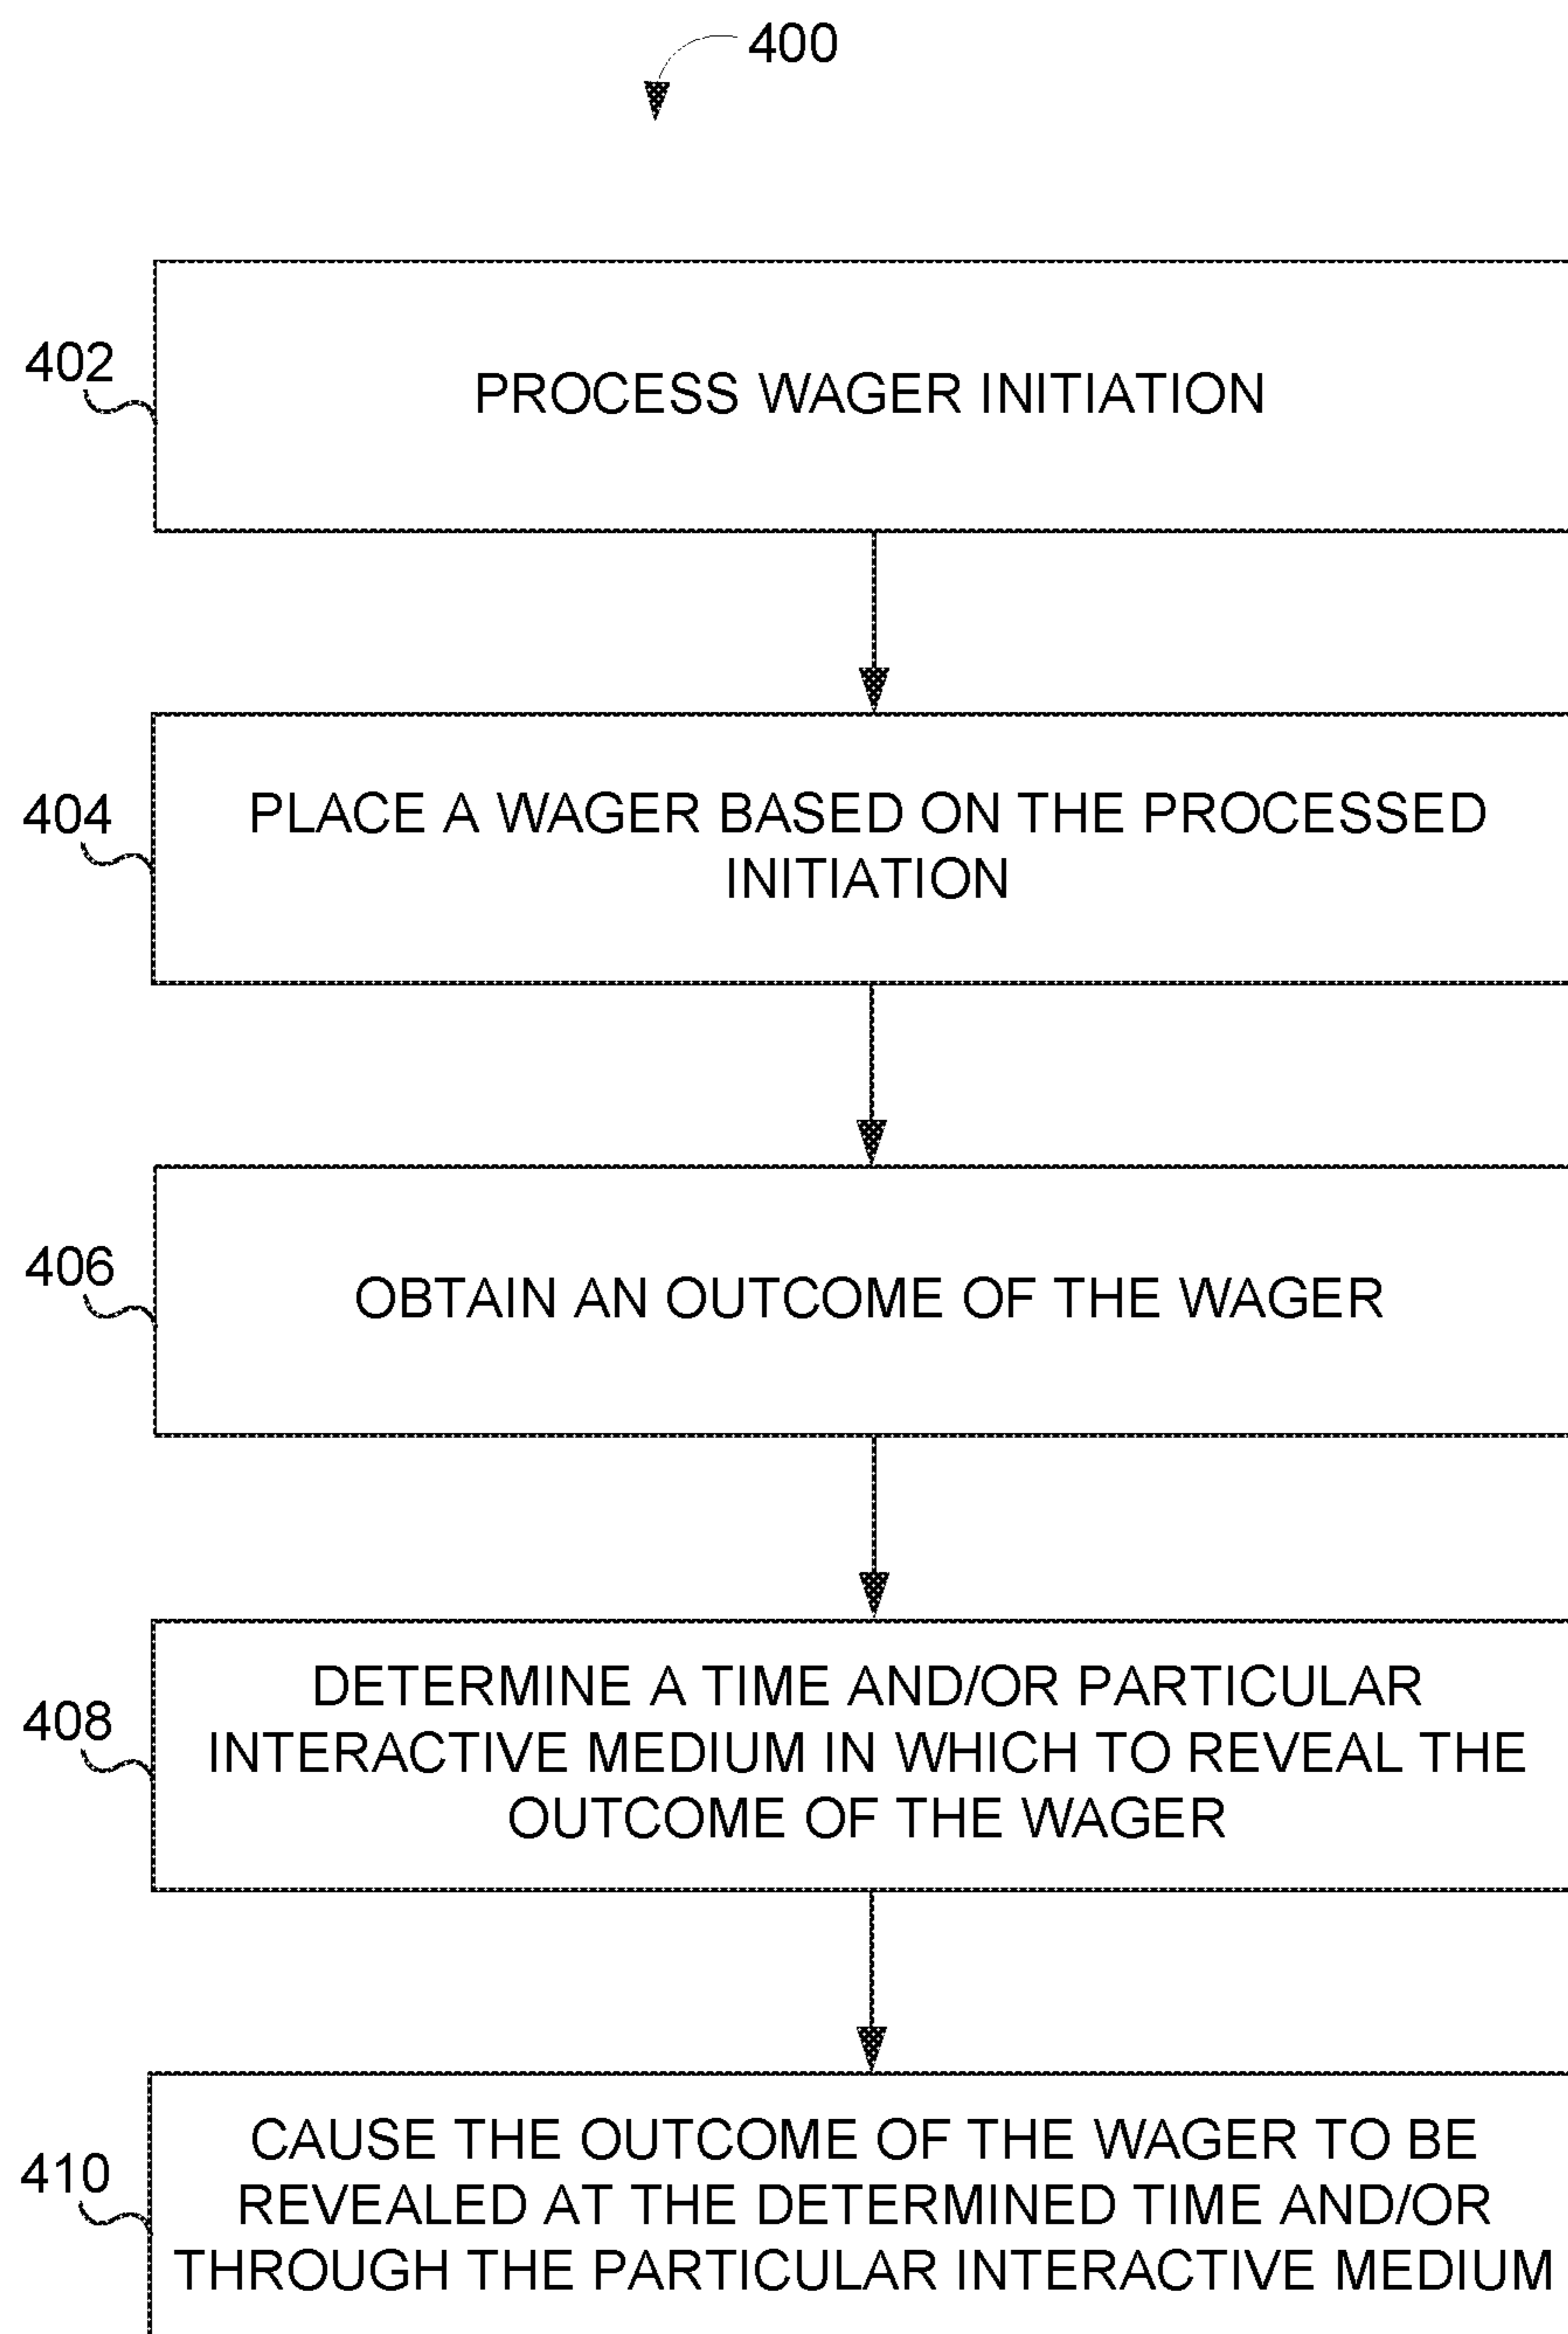 400
402
PROCESS WAGER INITIATION
404
PLACE A WAGER BASED ON THE PROCESSED
INITIATION
406
OBTAIN AN OUTCOME OF THE WAGER
408
DETERMINE A TIME AND/OR PARTICULAR
INTERACTIVE MEDIUM IN WHICH TO REVEAL THE
OUTCOME OF THE WAGER
410
CAUSE THE OUTCOME OF THE WAGER TO BE
REVEALED AT THE DETERMINED TIME AND/OR
THROUGH THE PARTICULAR INTERACTIVE MEDIUM